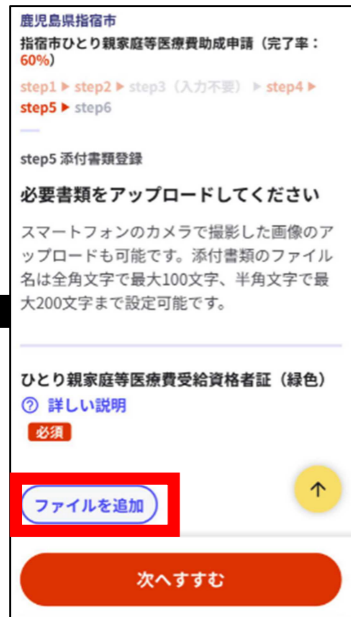 鹿児島県指宿市
指宿市ひとり親家庭等医療費助成申請（完了率：
60%）
step1 ▶ step2 ▶ step3（入力不要） ▶ step4 ▶
step5 ▶ step6
step5 添付書類登録
必要書類をアップロードしてください
スマートフォンのカメラで撮影した画像のア
ップロードも可能です。添付書類のファイル
名は全角文字で最大100文字、半角文字で最
大200文字まで設定可能です。
ひとり親家庭等医療費受給資格者証（緑色）
? 詳しい説明
必須
ファイルを追加
次へすすむ